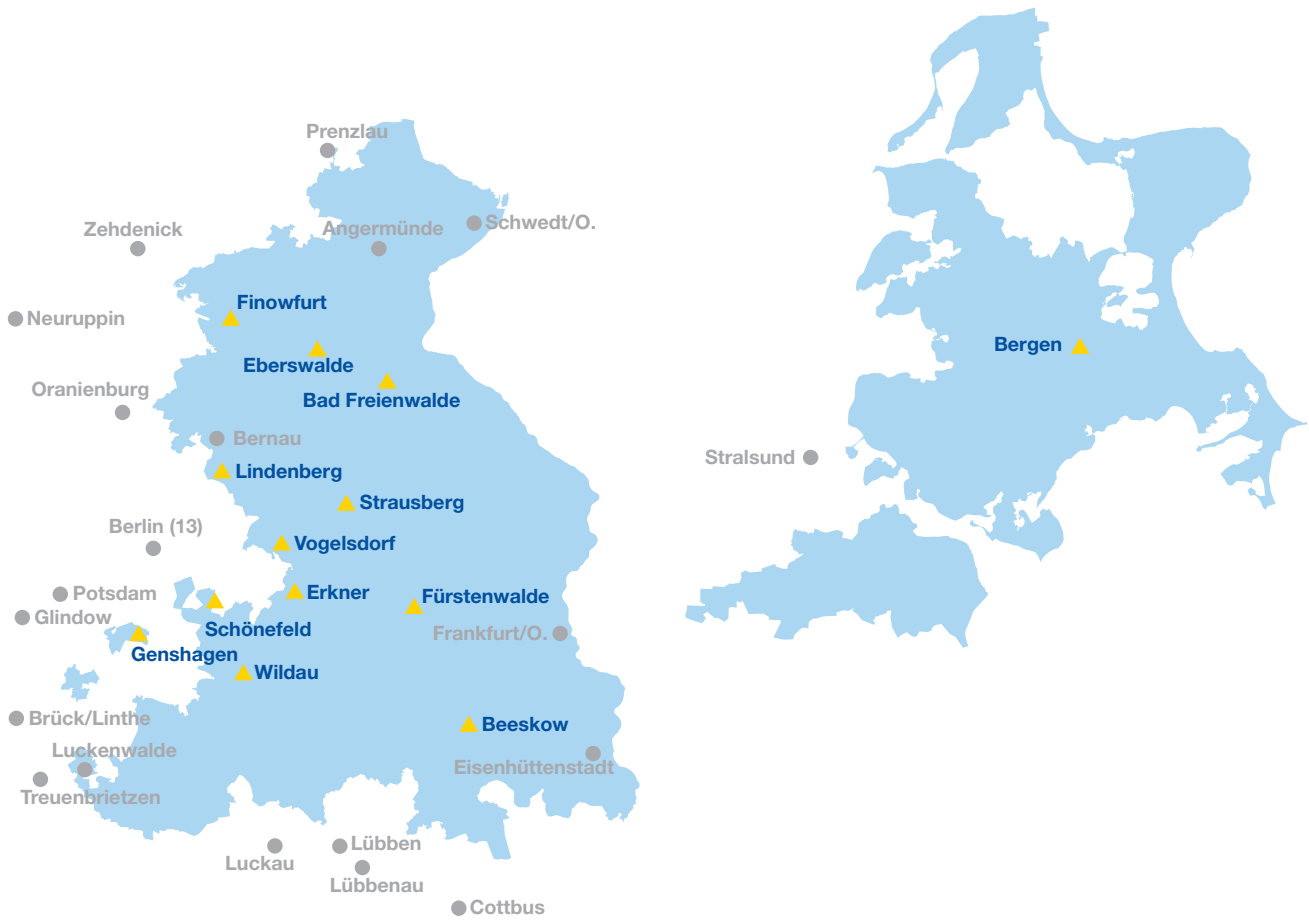 Prenzlau
Schwedt/O.
Zehdenick
Angermünde
Finowfurt
Neuruppin
Eberswalde
Oranienburg
Bad Freienwalde
Bernau
Lindenberg
Strausberg
Berlin (13)
Vogelsdorf
Potsdam
Erkner
Fürstenwalde
Glindow
Schönefeld
Frankfurt/O.
Genshagen
Wildau
Brück/Linthe
Beeskow
Luckenwalde
Eisenhüttenstadt
Treuenbrietzen
Lübben
Luckau
Lübbenau
Cottbus
Bergen
Stralsund